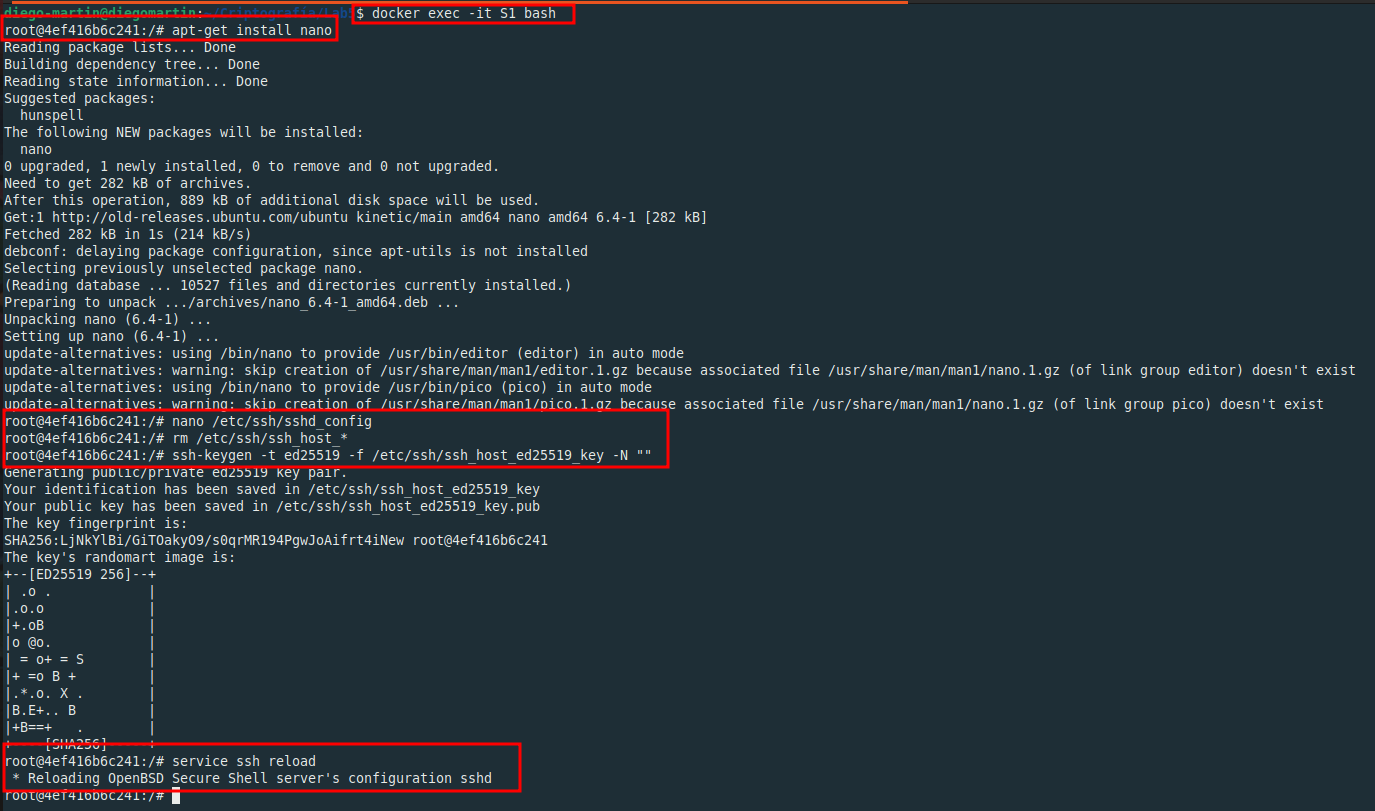 diego-martin@diegomartin:~/Criptografia/Lab5$ docker exec -it S1 bash
root@4ef416b6c241:/# apt-get install nano
Reading package lists... Done
Building dependency tree... Done
Reading state information... Done
Suggested packages:
  hunspell
The following NEW packages will be installed:
  nano
0 upgraded, 1 newly installed, 0 to remove and 0 not upgraded.
Need to get 282 kB of archives.
After this operation, 889 kB of additional disk space will be used.
Get:1 http://old-releases.ubuntu.com/ubuntu kinetic/main amd64 nano amd64 6.4-1 [282 kB]
Fetched 282 kB in 1s (214 kB/s)
debconf: delaying package configuration, since apt-utils is not installed
Selecting previously unselected package nano.
(Reading database ... 10527 files and directories currently installed.)
Preparing to unpack .../archives/nano_6.4-1_amd64.deb ...
Unpacking nano (6.4-1) ...
Setting up nano (6.4-1) ...
update-alternatives: using /bin/nano to provide /usr/bin/editor (editor) in auto mode
update-alternatives: warning: skip creation of /usr/share/man/man1/editor.1.gz because associated file /usr/share/man/man1/nano.1.gz (of link group editor) doesn't exist
update-alternatives: using /bin/nano to provide /usr/bin/pico (pico) in auto mode
update-alternatives: warning: skip creation of /usr/share/man/man1/pico.1.gz because associated file /usr/share/man/man1/nano.1.gz (of link group pico) doesn't exist
root@4ef416b6c241:/# nano /etc/ssh/sshd_config
root@4ef416b6c241:/# rm /etc/ssh/ssh_host_*
root@4ef416b6c241:/# ssh-keygen -t ed25519 -f /etc/ssh/ssh_host_ed25519_key -N ""
Generating public/private ed25519 key pair.
Your identification has been saved in /etc/ssh/ssh_host_ed25519_key
Your public key has been saved in /etc/ssh/ssh_host_ed25519_key.pub
The key fingerprint is:
SHA256:LjNkYlBi/GiTOakyO9/s0qrMR194PgwJoAifrt4iNew root@4ef416b6c241
The key's randomart image is:
+--[ED25519 256]--+
| .o .            |
|.o.o             |
|+.oB             |
|o @o.            |
| = o+ = S        |
|+ =o B +         |
|.*.o. X .        |
|B.E+.. B         |
|+B==+   .        |
+----[SHA256]-----+
root@4ef416b6c241:/# service ssh reload
 * Reloading OpenBSD Secure Shell server's configuration sshd
root@4ef416b6c241:/#